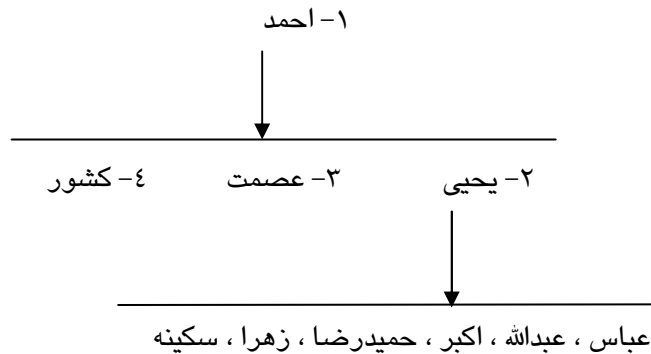 ۱- احمد
۲- یحیی ۳- عصمت ۴- کشور
عباس ، عبدالله ، اکبر ، حمیدرضا ، زهرا ، سکینه